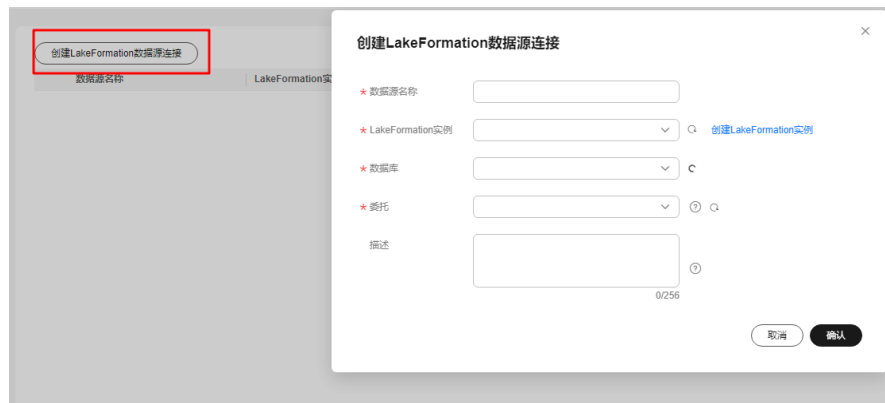 创建LakeFormation数据源连接
数据源名称
LakeFormation实
创建LakeFormation数据源连接
* 数据源名称
* LakeFormation实例
创建LakeFormation实例
* 数据库
* 委托
描述
0/256
取消
确认